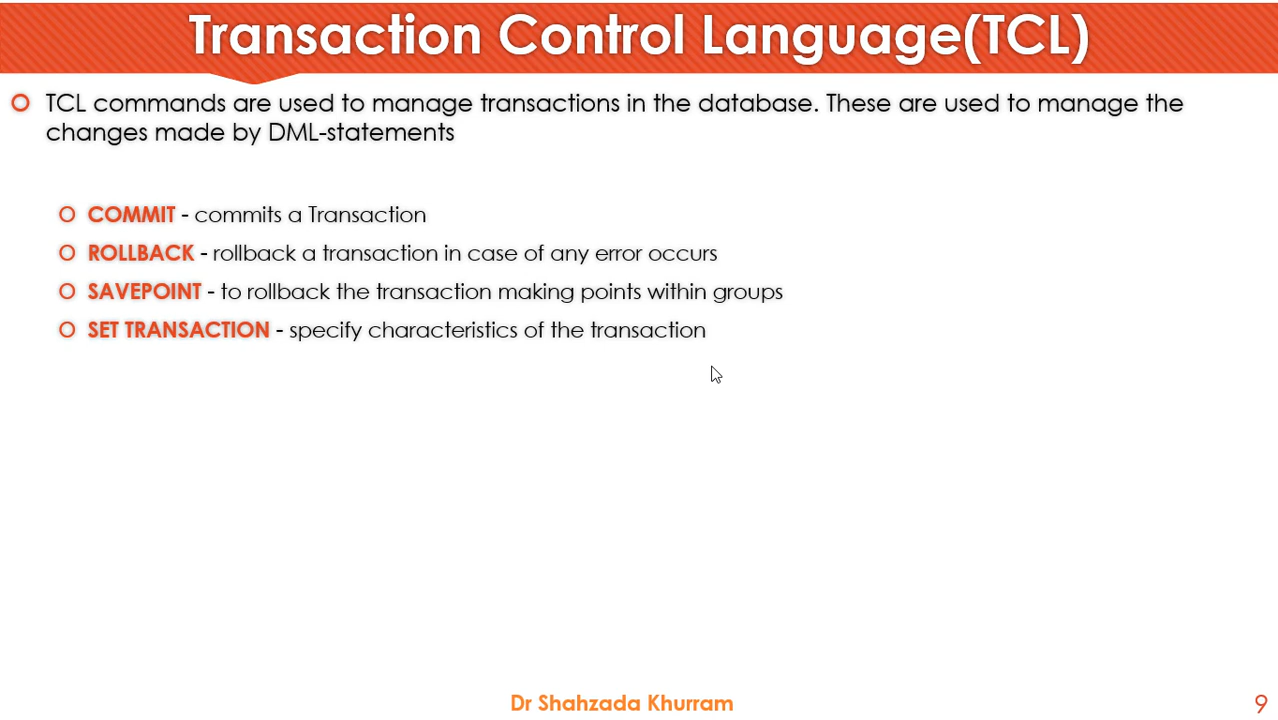 Transaction Control Language(TCL)
TCL commands are used to manage transactions in the database. These are used to manage the
changes made by DML-statements
COMMIT - commits a Transaction
ROLLBACK - rollback a transaction in case of any error occurs
SAVEPOINT - to rollback the transaction making points within groups
SET TRANSACTION - specify characteristics of the transaction
Dr Shahzada Khurram
9